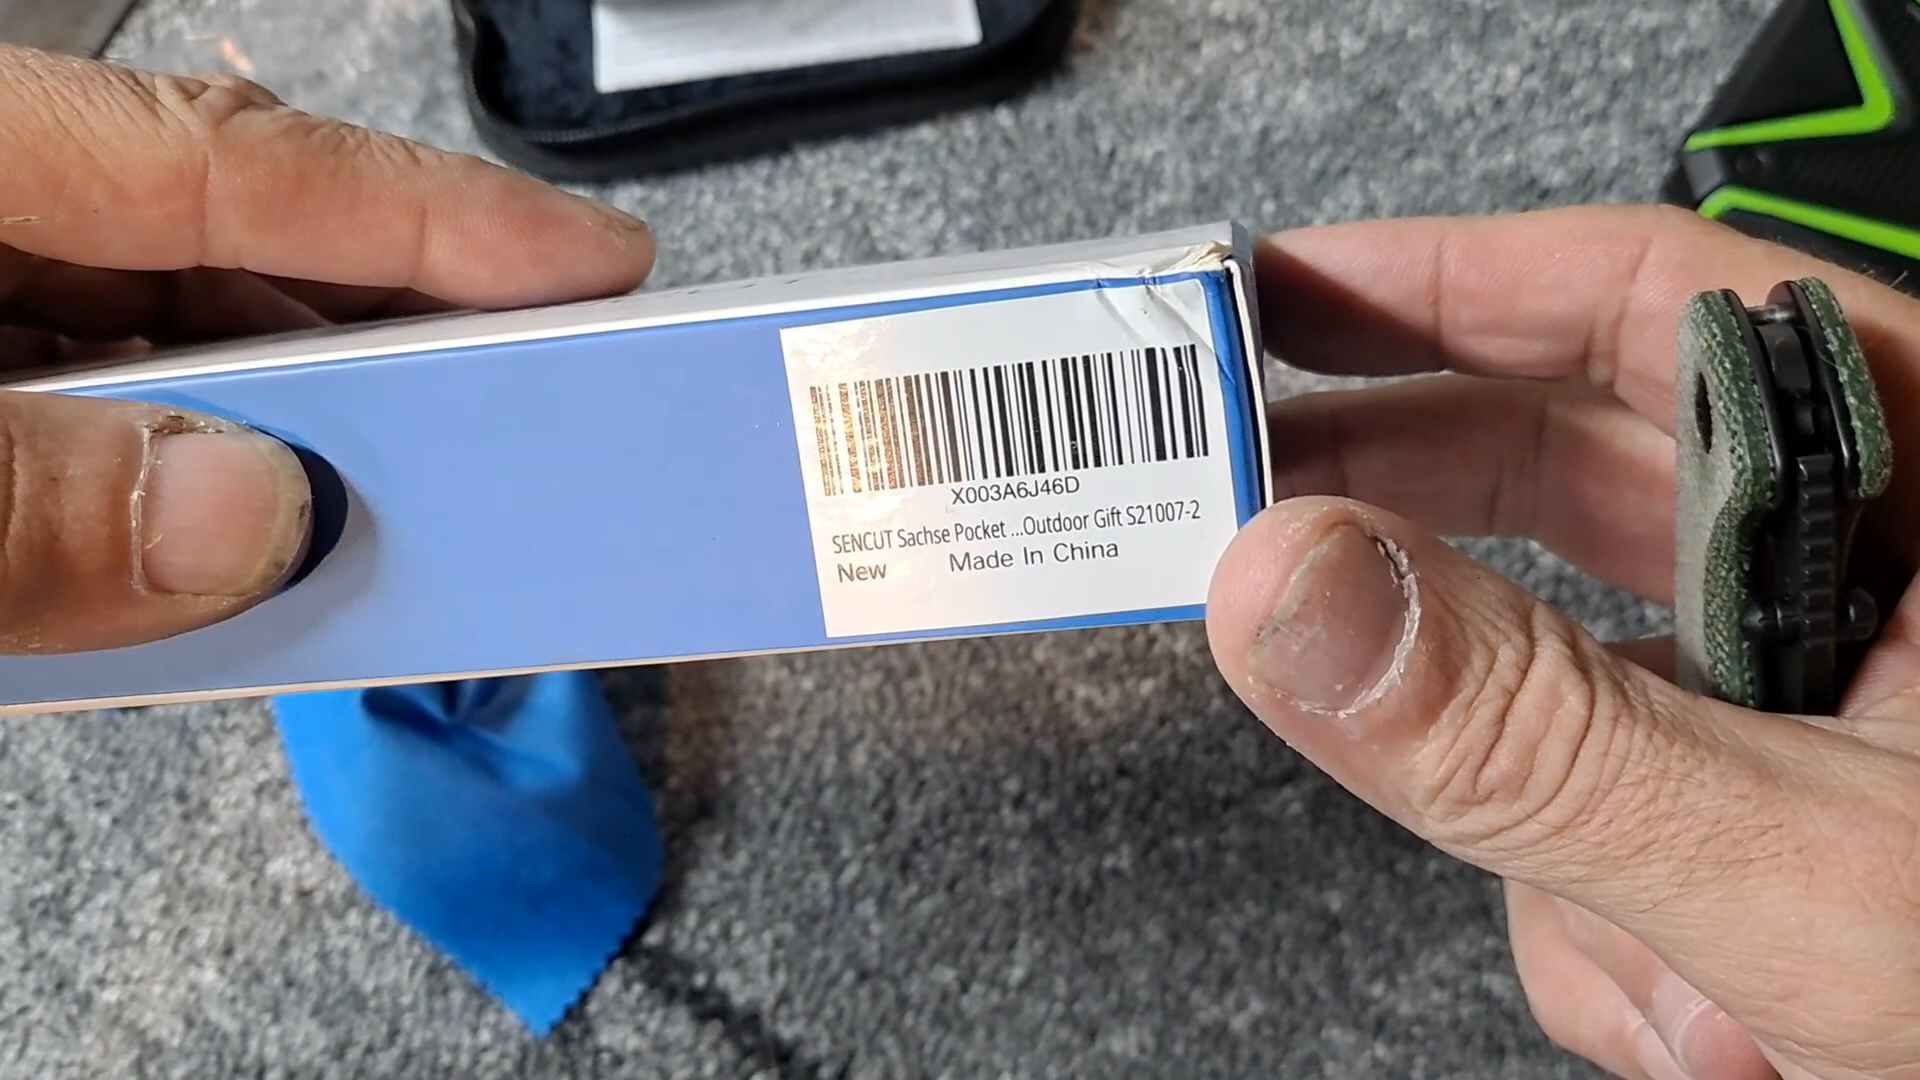 X003A6J46D
SENCUT Sachse Pocket ...Outdoor Gift S21007-2
New Made In China